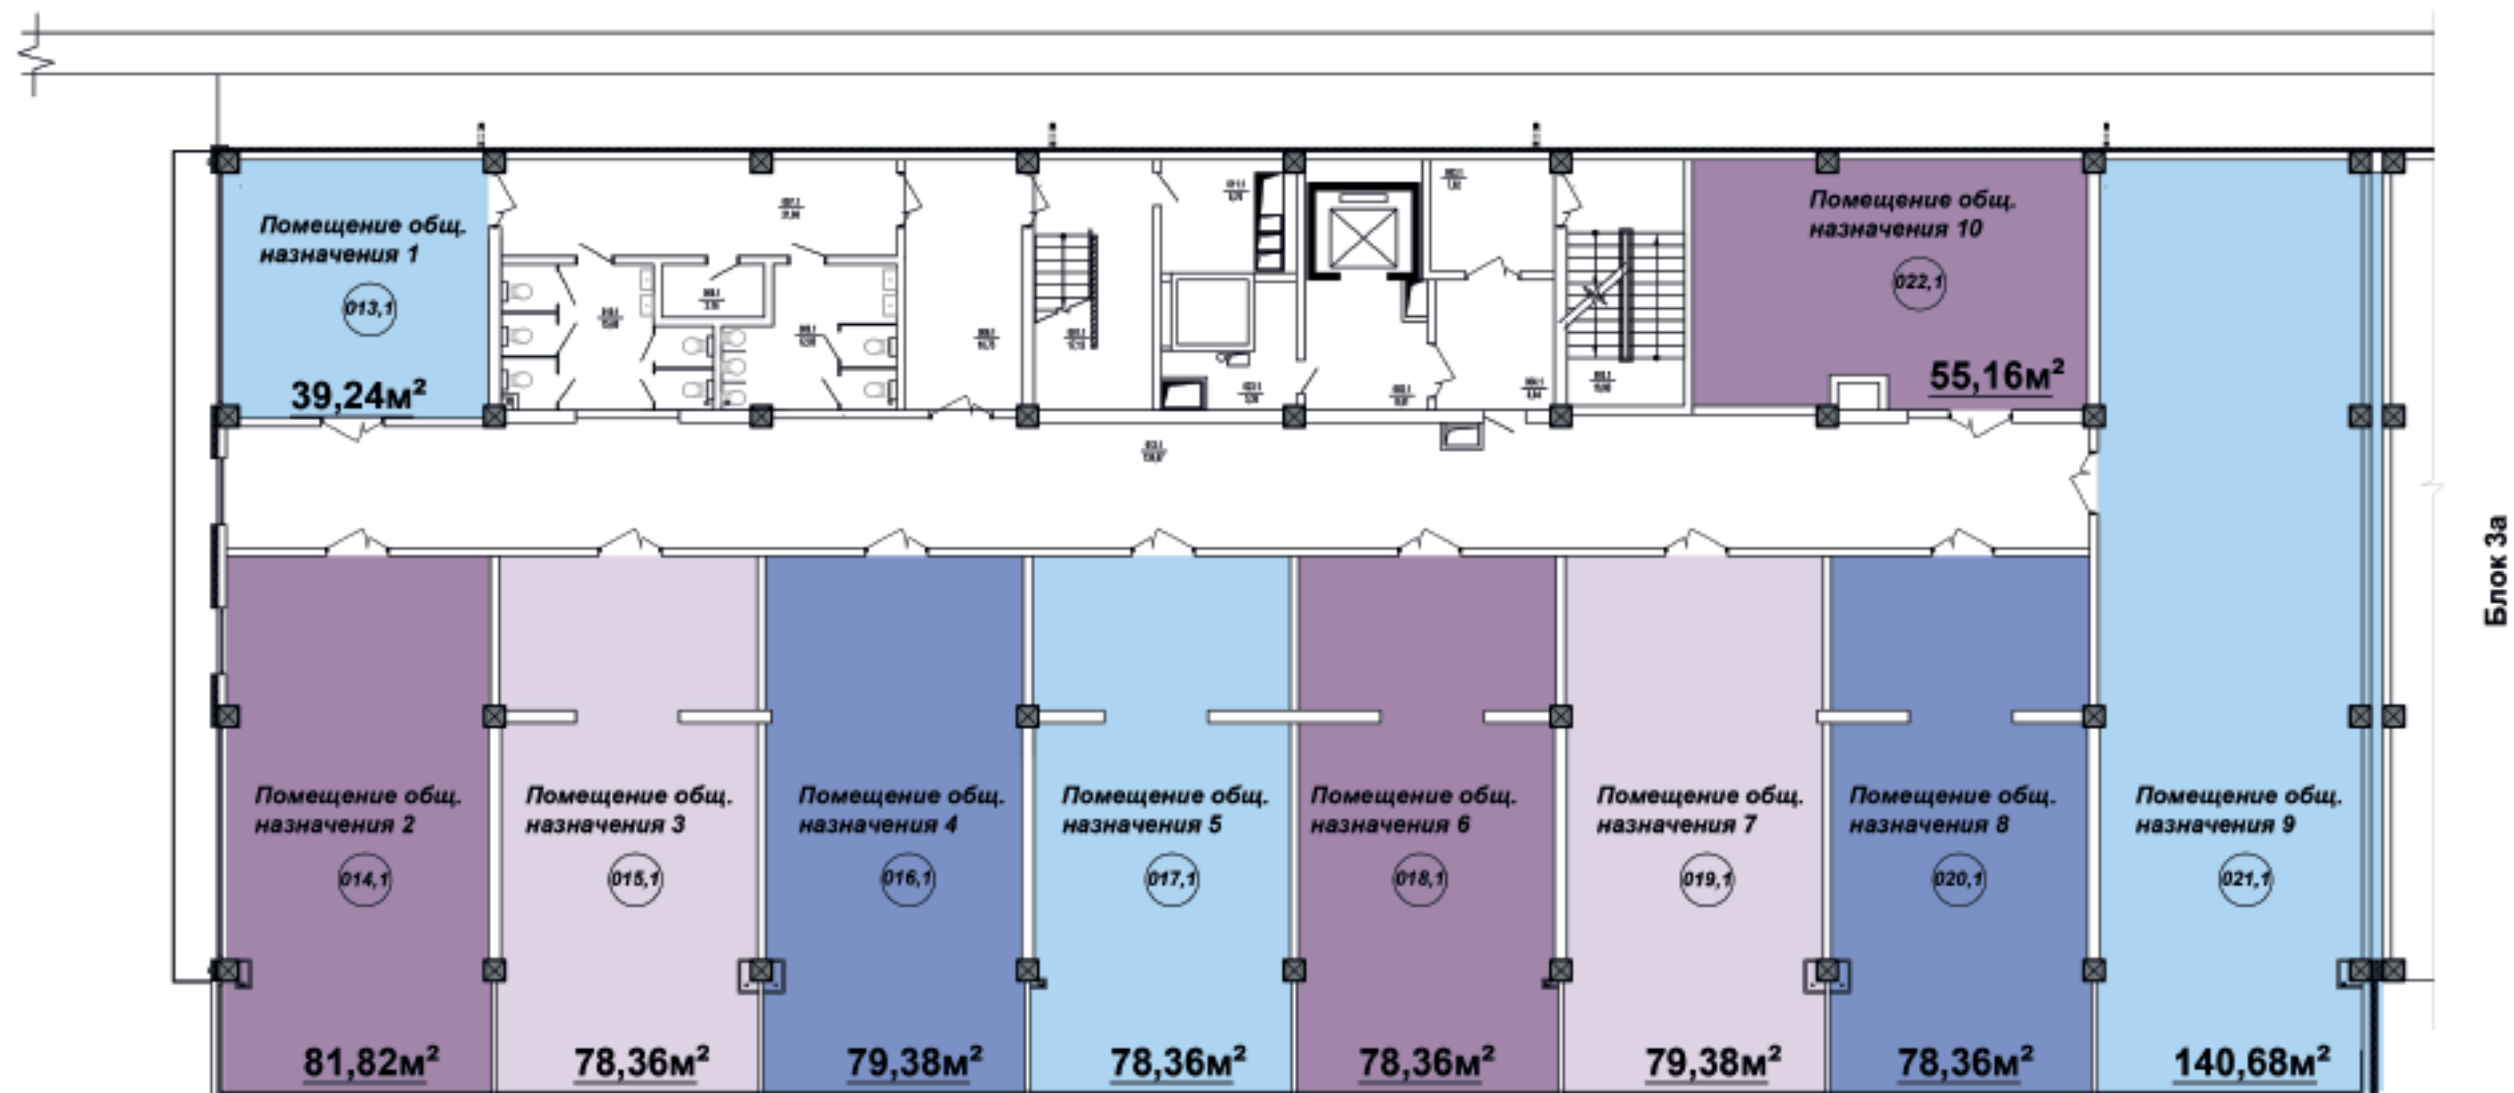 Помещение общ.
назначения 1
013,1
39,24м²
Помещение общ.
назначения 10
022,1
55,16м²
Блок 3а
Помещение общ.
назначения 2
014,1
81,82м²
Помещение общ.
назначения 3
015,1
78,36м²
Помещение общ.
назначения 4
016,1
79,38м²
Помещение общ.
назначения 5
017,1
78,36м²
Помещение общ.
назначения 6
018,1
78,36м²
Помещение общ.
назначения 7
019,1
79,38м²
Помещение общ.
назначения 8
020,1
78,36м²
Помещение общ.
назначения 9
021,1
140,68м²